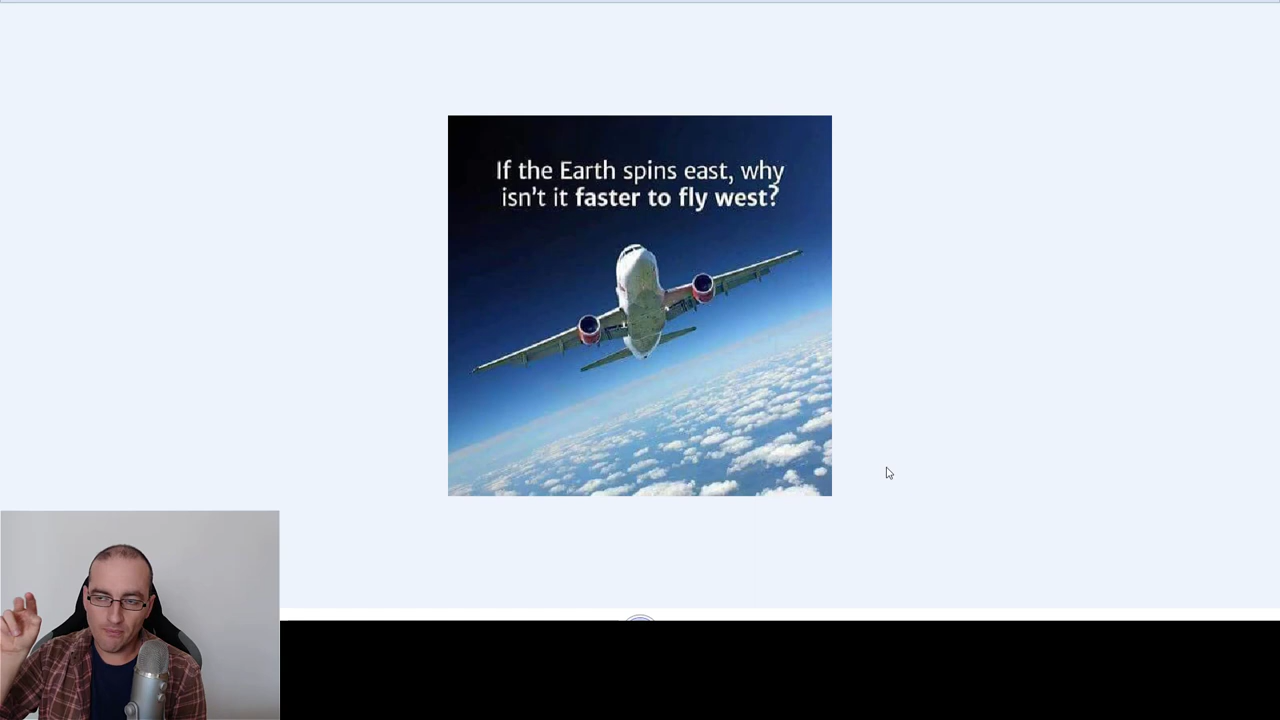 If the Earth spins east, why
isn't it faster to fly west?